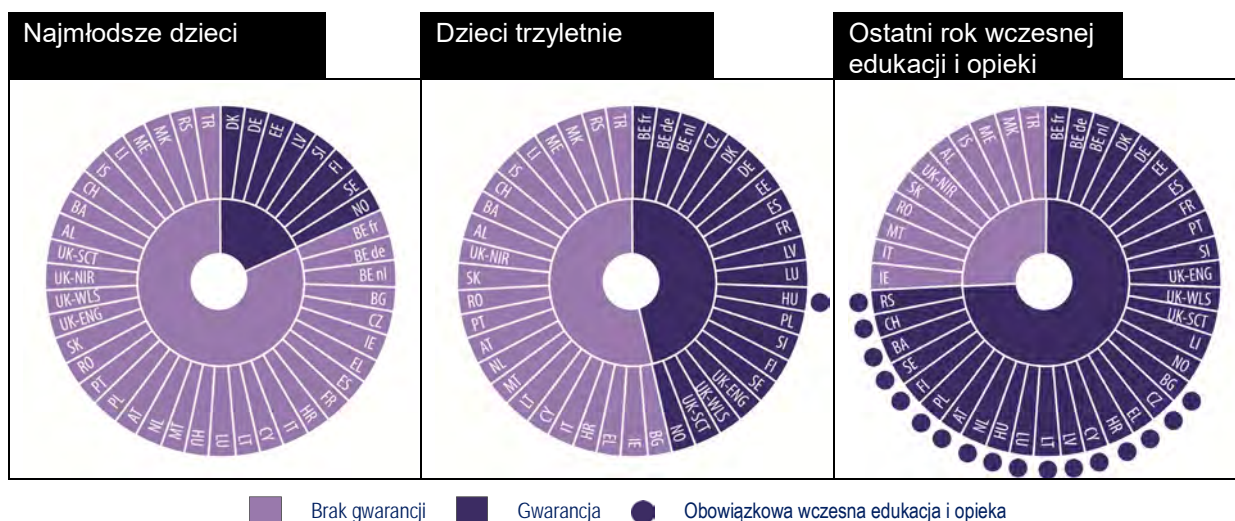 Najmłodsze dzieci
Dzieci trzyletnie
Ostatni rok wczesnej
edukacji i opieki
DK
DE
EE
LV
SI
FI
SE
NO
BE fr
BE de
BE nl
BG
CZ
IE
EL
ES
FR
HR
IT
CY
LT
LU
HU
MT
NL
AT
PL
PT
RO
SK
UK-ENG
UK-WLS
UK-NIR
UK-SCT
AL
BA
CH
IS
LI
ME
MK
RS
TR
BE fr
BE de
BE nl
CZ
DK
DE
EE
ES
FR
LV
LU
HU
PL
SI
FI
SE
UK-ENG
UK-WLS
UK-SCT
NO
BG
IE
EL
HR
IT
CY
LT
MT
NL
AT
PT
RO
SK
UK-NIR
AL
BA
CH
IS
LI
ME
MK
RS
TR
BE fr
BE de
BE nl
DK
DE
EE
ES
FR
PT
SI
UK-ENG
UK-WLS
UK-SCT
LI
NO
BG
CZ
EL
HR
CY
LV
LT
LU
HU
NL
AT
PL
FI
SE
BA
CH
RS
IE
IT
MT
RO
SK
UK-NIR
AL
IS
ME
MK
TR
Brak gwarancji
Gwarancja
Obowiązkowa wczesna edukacja i opieka